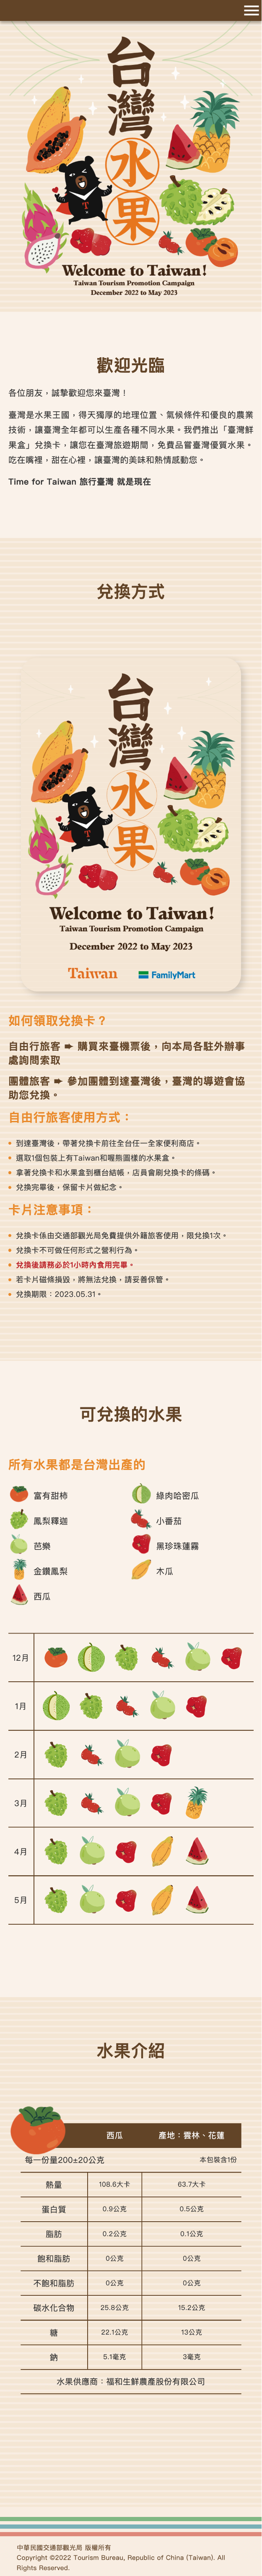 台灣
水果
Welcome to Taiwan!
Taiwan Tourism Promotion Campaign
December 2022 to May 2023
歡迎光臨
各位朋友，誠摯歡迎您來臺灣！
臺灣是水果王國，得天獨厚的地理位置、氣候條件和優良的農業
技術，讓臺灣全年都可以生產各種不同水果。我們推出「臺灣鮮
果盒」兌換卡，讓您在臺灣旅遊期間，免費品嘗臺灣優質水果。
吃在嘴裡，甜在心裡，讓臺灣的美味和熱情感動您。
Time for Taiwan 旅行臺灣 就是現在
兌換方式
台灣
水果
Welcome to Taiwan!
Taiwan Tourism Promotion Campaign
December 2022 to May 2023
Taiwan FamilyMart
如何領取兌換卡？
自由行旅客 ➨ 購買來臺機票後，向本局各駐外辦事
處詢問索取
團體旅客 ➨ 參加團體到達臺灣後，臺灣的導遊會協
助您兌換。
自由行旅客使用方式：
到達臺灣後，帶著兌換卡前往全台任一全家便利商店。
選取1個包裝上有Taiwan和喔熊圖樣的水果盒。
拿著兌換卡和水果盒到櫃台結帳，店員會刷兌換卡的條碼。
兌換完畢後，保留卡片做紀念。
卡片注意事項：
兌換卡係由交通部觀光局免費提供外籍旅客使用，限兌換1次。
兌換卡不可做任何形式之營利行為。
兌換後請務必於1小時內食用完畢。
若卡片磁條損毀，將無法兌換，請妥善保管。
兌換期限：2023.05.31。
可兌換的水果
所有水果都是台灣出產的
富有甜柿 綠肉哈密瓜
鳳梨釋迦 小番茄
芭樂 黑珍珠蓮霧
金鑽鳳梨 木瓜
西瓜
12月
1月
2月
3月
4月
5月
水果介紹
西瓜 產地：雲林、花蓮
每一份量200±20公克 本包裝含1份
熱量 108.6大卡 63.7大卡
蛋白質 0.9公克 0.5公克
脂肪 0.2公克 0.1公克
飽和脂肪 0公克 0公克
不飽和脂肪 0公克 0公克
碳水化合物 25.8公克 15.2公克
糖 22.1公克 13公克
鈉 5.1毫克 3毫克
水果供應商：福和生鮮農產股份有限公司
中華民國交通部觀光局 版權所有
Copyright ©2022 Tourism Bureau, Republic of China (Taiwan). All
Rights Reserved.